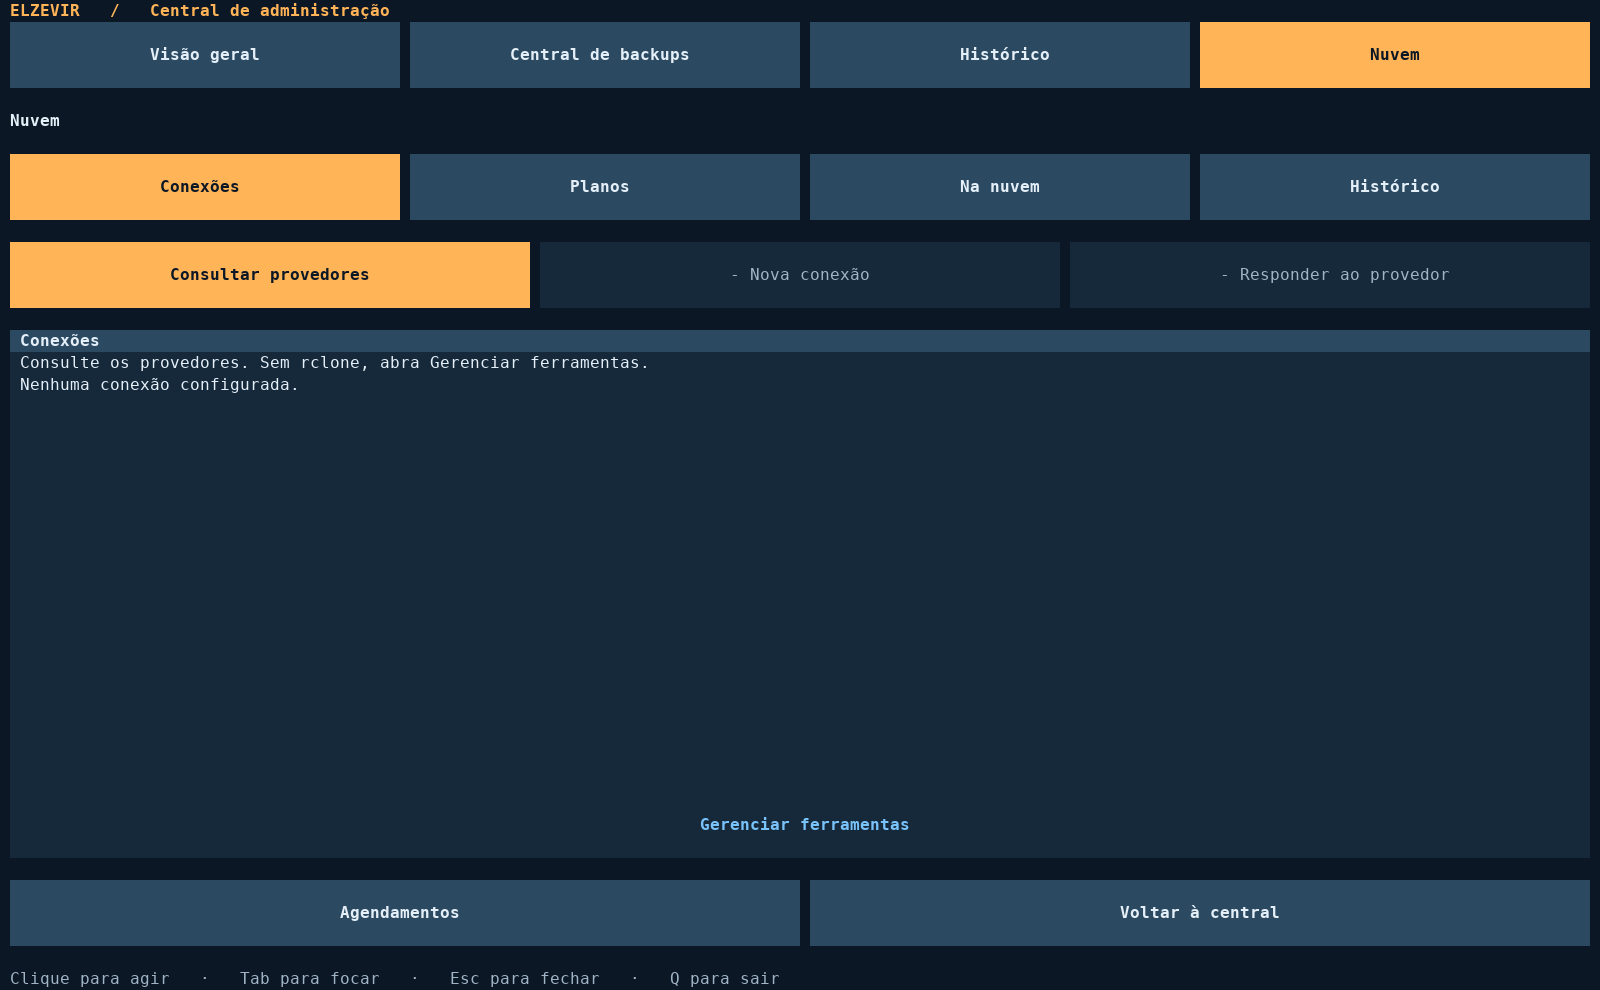 ELZEVIR / Central de administração
Visão geral Central de backups Histórico Nuvem
Nuvem
Conexões Planos Na nuvem Histórico
Consultar provedores - Nova conexão - Responder ao provedor
Conexões
Consulte os provedores. Sem rclone, abra Gerenciar ferramentas.
Nenhuma conexão configurada.
Gerenciar ferramentas
Agendamentos Voltar à central
Clique para agir · Tab para focar · Esc para fechar · Q para sair